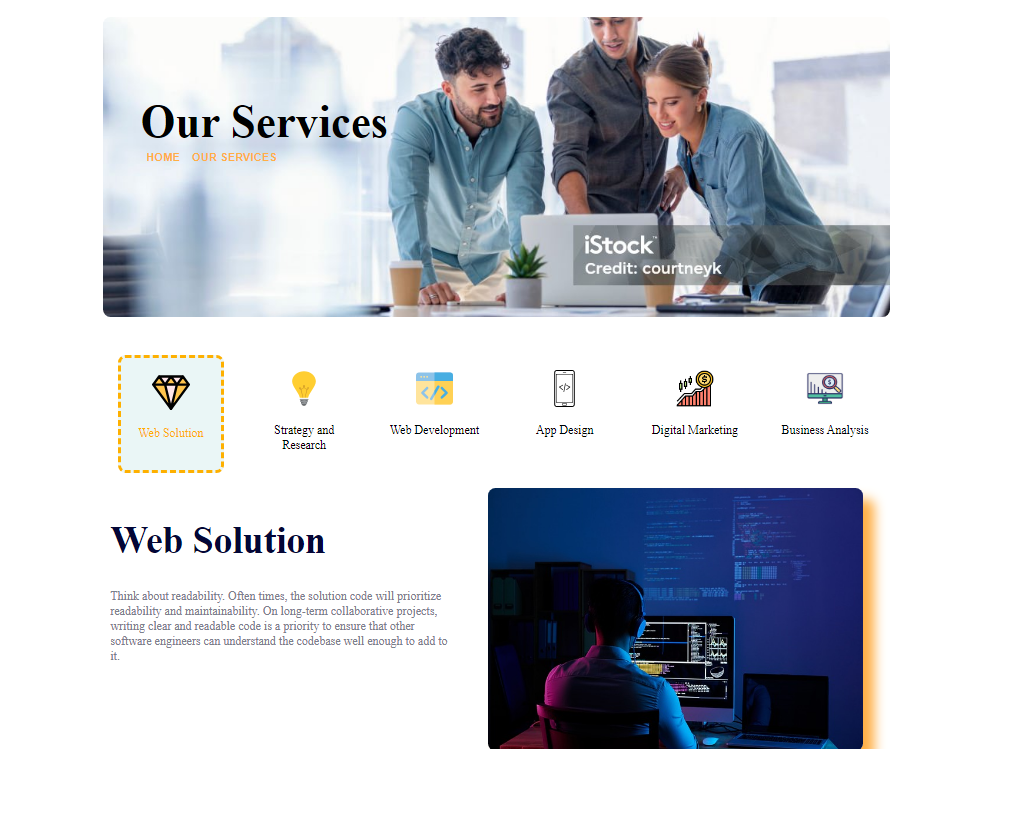 Our Services
HOME OUR SERVICES
iStock™
Credit: courtneyk
Web Solution
Strategy and
Research
Web Development
App Design
Digital Marketing
Business Analysis
Web Solution
Think about readability. Often times, the solution code will prioritize
readability and maintainability. On long-term collaborative projects,
writing clear and readable code is a priority to ensure that other
software engineers can understand the codebase well enough to add to
it.